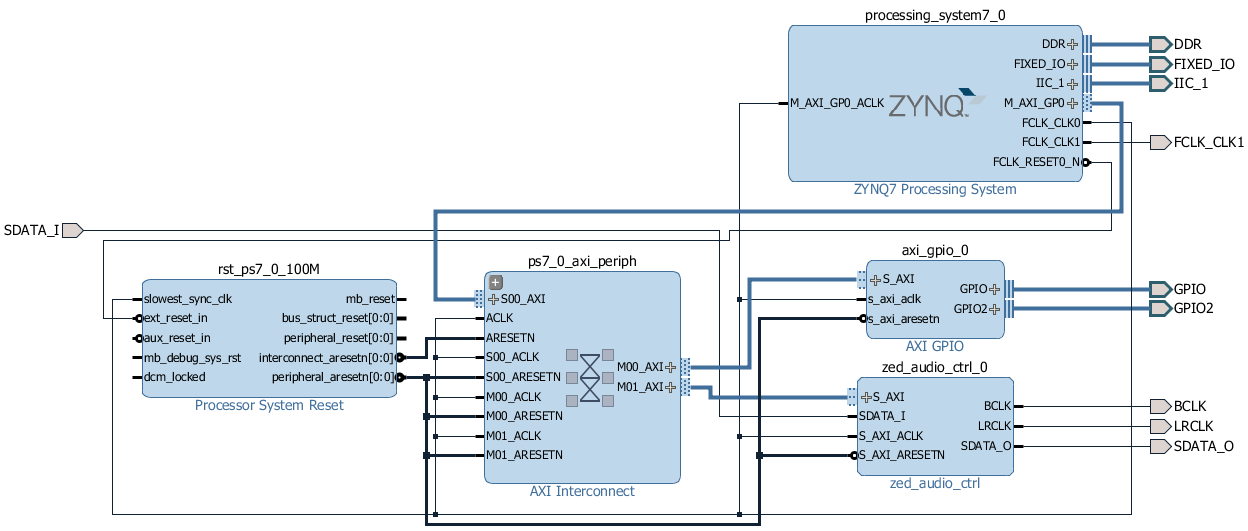 processing_system7_0
M_AXI_GP0_ACLK
ZYNQ
DDR
FIXED_IO
IIC_1
M_AXI_GP0
FCLK_CLK0
FCLK_CLK1
FCLK_RESET0_N
ZYNQ7 Processing System
DDR
FIXED_IO
IIC_1
FCLK_CLK1
SDATA_I
rst_ps7_0_100M
slowest_sync_clk
ext_reset_in
aux_reset_in
mb_debug_sys_rst
dcm_locked
mb_reset
bus_struct_reset[0:0]
peripheral_reset[0:0]
interconnect_aresetn[0:0]
peripheral_aresetn[0:0]
Processor System Reset
ps7_0_axi_periph
S00_AXI
ACLK
ARESETN
S00_ACLK
S00_ARESETN
M00_ACLK
M00_ARESETN
M01_ACLK
M01_ARESETN
M00_AXI
M01_AXI
AXI Interconnect
axi_gpio_0
S_AXI
s_axi_aclk
s_axi_aresetn
GPIO
GPIO2
AXI GPIO
GPIO
GPIO2
zed_audio_ctrl_0
S_AXI
SDATA_I
S_AXI_ACLK
S_AXI_ARESETN
BCLK
LRCLK
SDATA_O
zed_audio_ctrl
BCLK
LRCLK
SDATA_O